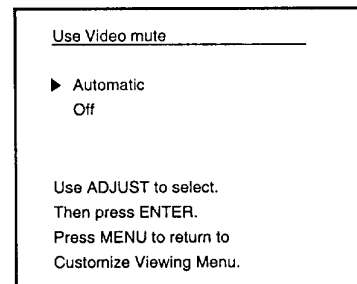 Use Video mute
Automatic
Off
Use ADJUST to select.
Then press ENTER.
Press MENU to return to
Customize Viewing Menu.